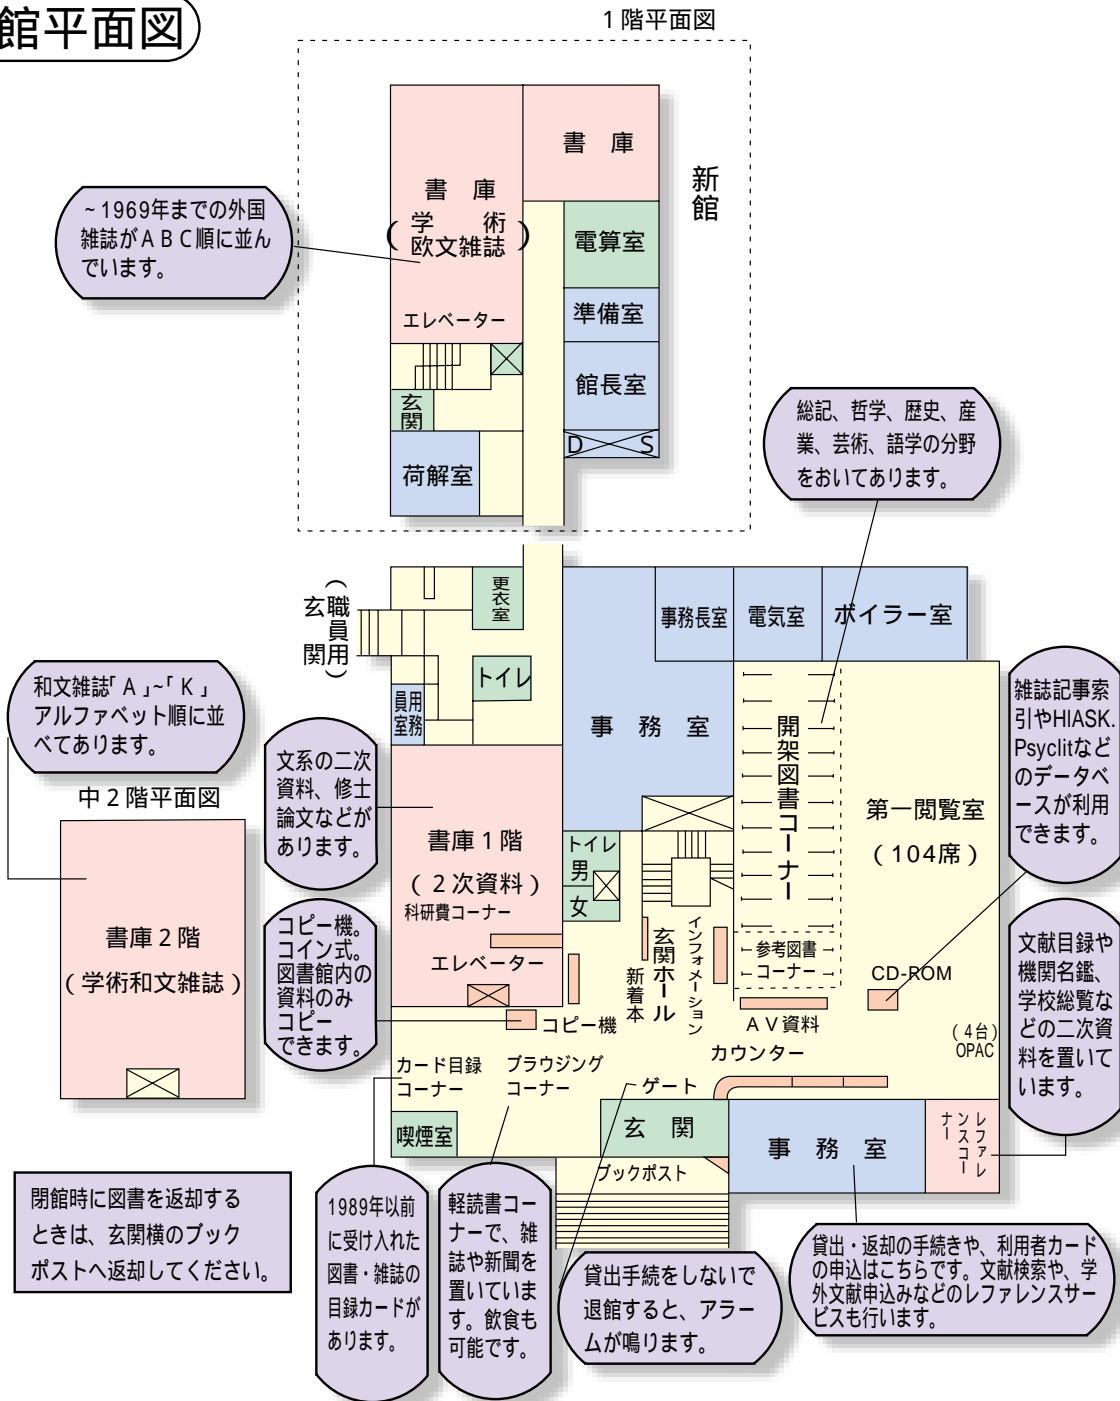 館平面図
1階平面図
書 庫
新館
書 庫
(学 術)
欧文雑誌
~1969年までの外国
雑誌がABC順に並ん
でいます。
電算室
準備室
エレベーター
館長室
玄関
D S
荷解室
総記、哲学、歴史、産
業、芸術、語学の分野
をおいてあります。
(職員用)
玄関
更衣室
事務長室
電気室
ボイラー室
トイレ
員用
室務
事 務 室
開架図書コーナー
第一閲覧室
(104席)
雑誌記事索
引やHIASK.
Psyclitなど
のデータベ
ースが利用
できます。
和文雑誌「A」~「K」
アルファベット順に並
べてあります。
中2階平面図
書庫2階
(学術和文雑誌)
文系の二次
資料、修士
論文などが
あります。
書庫1階
(2次資料)
科研費コーナー
エレベーター
トイレ
男
女
コピー機。
コイン式。
図書館内の
資料のみ
コピー
できます。
コピー機
新着本
玄関ホール
インフォメーション
参考図書
コーナー
AV資料
CD-ROM
(4台)
OPAC
文献目録や
機関名鑑、
学校総覧な
どの二次資
料を置いて
います。
カード目録
コーナー
ブラウジング
コーナー
ゲート
カウンター
喫煙室
玄 関
事 務 室
レファレ
ンスコー
ナー
ブックポスト
閉館時に図書を返却する
ときは、玄関横のブック
ポストへ返却してください。
1989年以前
に受け入れた
図書・雑誌の
目録カードが
あります。
軽読書コー
ナーで、雑
誌や新聞を
置いていま
す。飲食も
可能です。
貸出手続をしないで
退館すると、アラー
ムが鳴ります。
貸出・返却の手続きや、利用者カード
の申込はこちらです。文献検索や、学
外文献申込みなどのレファレンスサー
ビスも行います。